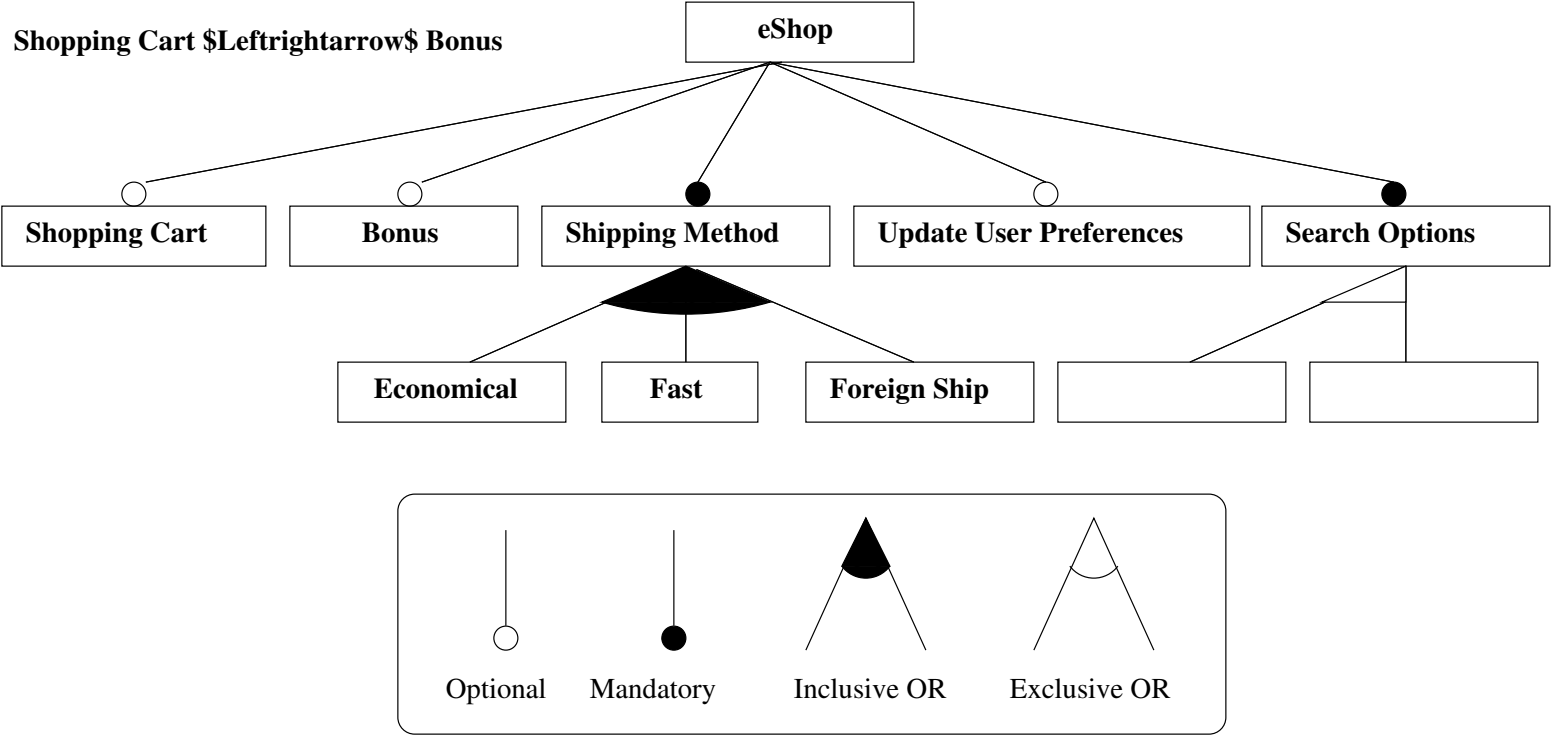 Shopping Cart $Leftrightarrow$ Bonus
eShop
Shopping Cart
Bonus
Shipping Method
Update User Preferences
Search Options
Economical
Fast
Foreign Ship
Optional
Mandatory
Inclusive OR
Exclusive OR